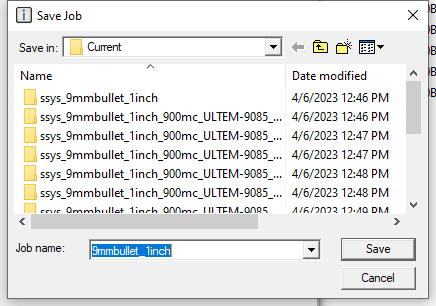 Save Job
Save in: Current
Name Date modified
ssys_9mmbullet_1inch 4/6/2023 12:46 PM
ssys_9mmbullet_1inch_900mc_ULTEM-9085_... 4/6/2023 12:46 PM
ssys_9mmbullet_1inch_900mc_ULTEM-9085_... 4/6/2023 12:47 PM
ssys_9mmbullet_1inch_900mc_ULTEM-9085_... 4/6/2023 12:47 PM
ssys_9mmbullet_1inch_900mc_ULTEM-9085_... 4/6/2023 12:48 PM
ssys_9mmbullet_1inch_900mc_ULTEM-9085_... 4/6/2023 12:48 PM
ssys_9mmbullet_1inch_900mc_ULTEM-9085_... 4/6/2023 12:49 PM
Job name: 9mmbullet_1inch Save
Cancel